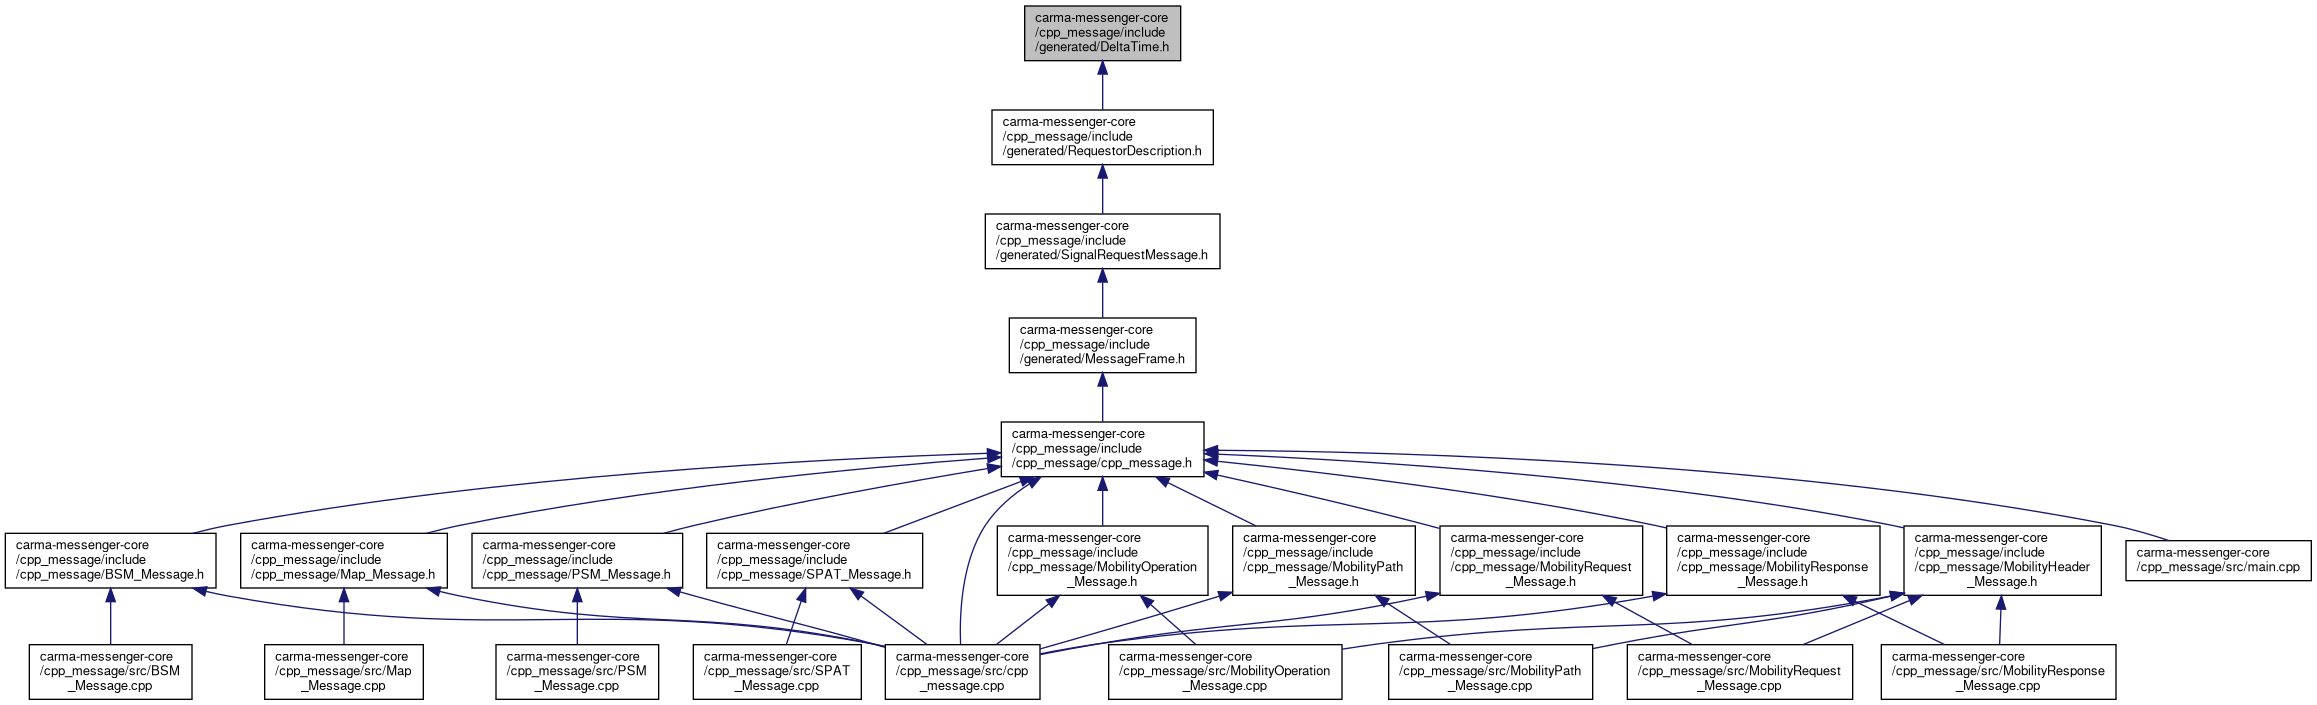 carma-messenger-core
/cpp_message/include
/generated/DeltaTime.h
carma-messenger-core
/cpp_message/include
/generated/RequestorDescription.h
carma-messenger-core
/cpp_message/include
/generated/SignalRequestMessage.h
carma-messenger-core
/cpp_message/include
/generated/MessageFrame.h
carma-messenger-core
/cpp_message/include
/cpp_message/cpp_message.h
carma-messenger-core
/cpp_message/include
/cpp_message/BSM_Message.h
carma-messenger-core
/cpp_message/include
/cpp_message/Map_Message.h
carma-messenger-core
/cpp_message/include
/cpp_message/PSM_Message.h
carma-messenger-core
/cpp_message/include
/cpp_message/SPAT_Message.h
carma-messenger-core
/cpp_message/include
/cpp_message/MobilityOperation
_Message.h
carma-messenger-core
/cpp_message/include
/cpp_message/MobilityPath
_Message.h
carma-messenger-core
/cpp_message/include
/cpp_message/MobilityRequest
_Message.h
carma-messenger-core
/cpp_message/include
/cpp_message/MobilityResponse
_Message.h
carma-messenger-core
/cpp_message/include
/cpp_message/MobilityHeader
_Message.h
carma-messenger-core
/cpp_message/src/main.cpp
carma-messenger-core
/cpp_message/src/BSM
_Message.cpp
carma-messenger-core
/cpp_message/src/Map
_Message.cpp
carma-messenger-core
/cpp_message/src/PSM
_Message.cpp
carma-messenger-core
/cpp_message/src/SPAT
_Message.cpp
carma-messenger-core
/cpp_message/src/cpp
_message.cpp
carma-messenger-core
/cpp_message/src/MobilityOperation
_Message.cpp
carma-messenger-core
/cpp_message/src/MobilityPath
_Message.cpp
carma-messenger-core
/cpp_message/src/MobilityRequest
_Message.cpp
carma-messenger-core
/cpp_message/src/MobilityResponse
_Message.cpp